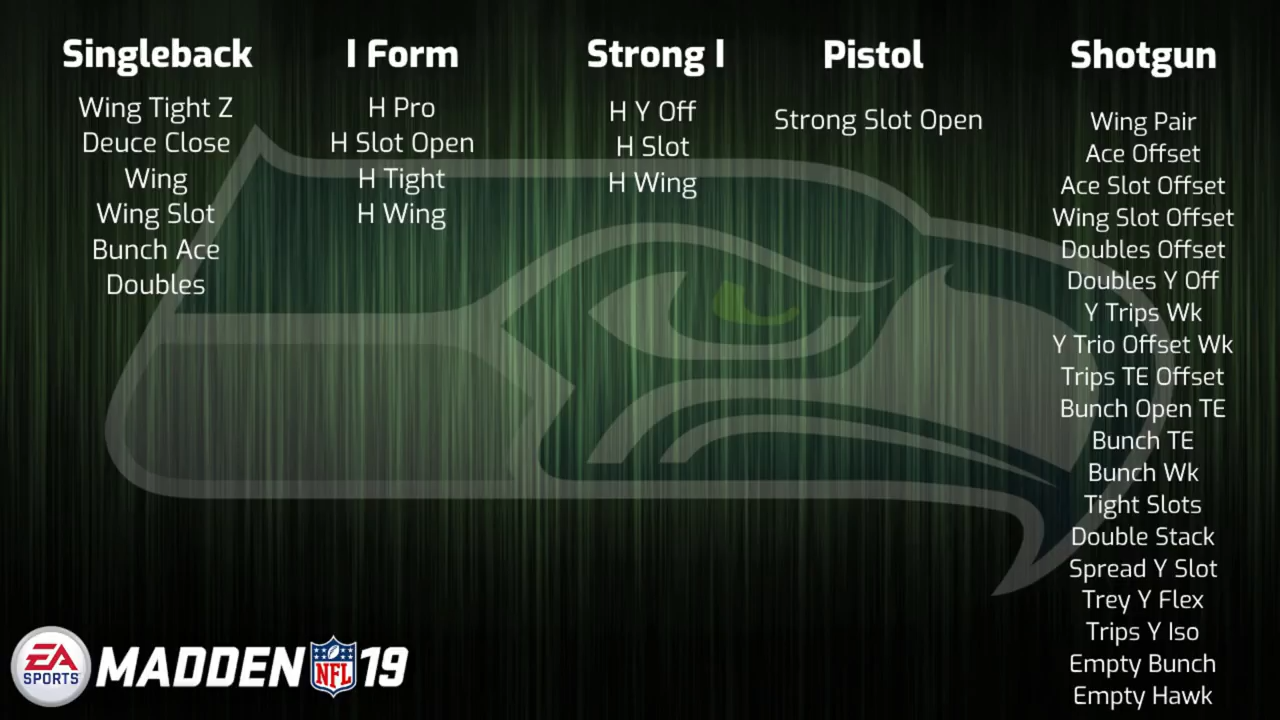 Singleback
Wing Tight Z
Deuce Close
Wing
Wing Slot
Bunch Ace
Doubles
I Form
H Pro
H Slot Open
H Tight
H Wing
Strong I
H Y Off
H Slot
H Wing
Pistol
Strong Slot Open
Shotgun
Wing Pair
Ace Offset
Ace Slot Offset
Wing Slot Offset
Doubles Offset
Doubles Y Off
Y Trips Wk
Y Trio Offset Wk
Trips TE Offset
Bunch Open TE
Bunch TE
Bunch Wk
Tight Slots
Double Stack
Spread Y Slot
Trey Y Flex
Trips Y Iso
Empty Bunch
Empty Hawk
EA
SPORTS
MADDEN NFL 19